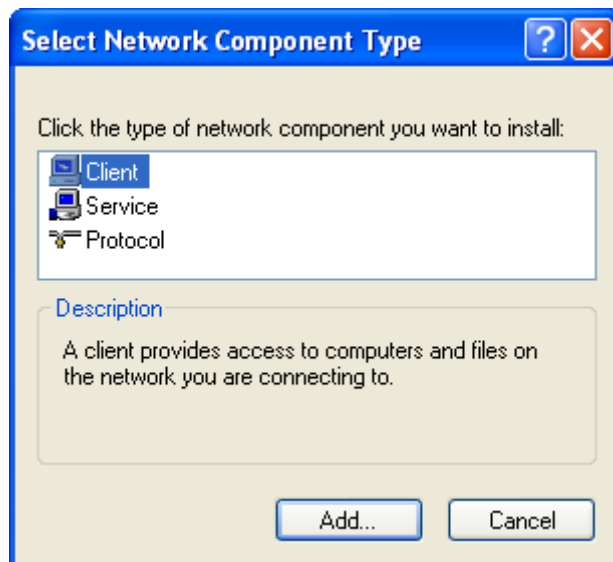 Select Network Component Type
Click the type of network component you want to install:
Client
Service
Protocol
Description
A client provides access to computers and files on
the network you are connecting to.
Add...
Cancel